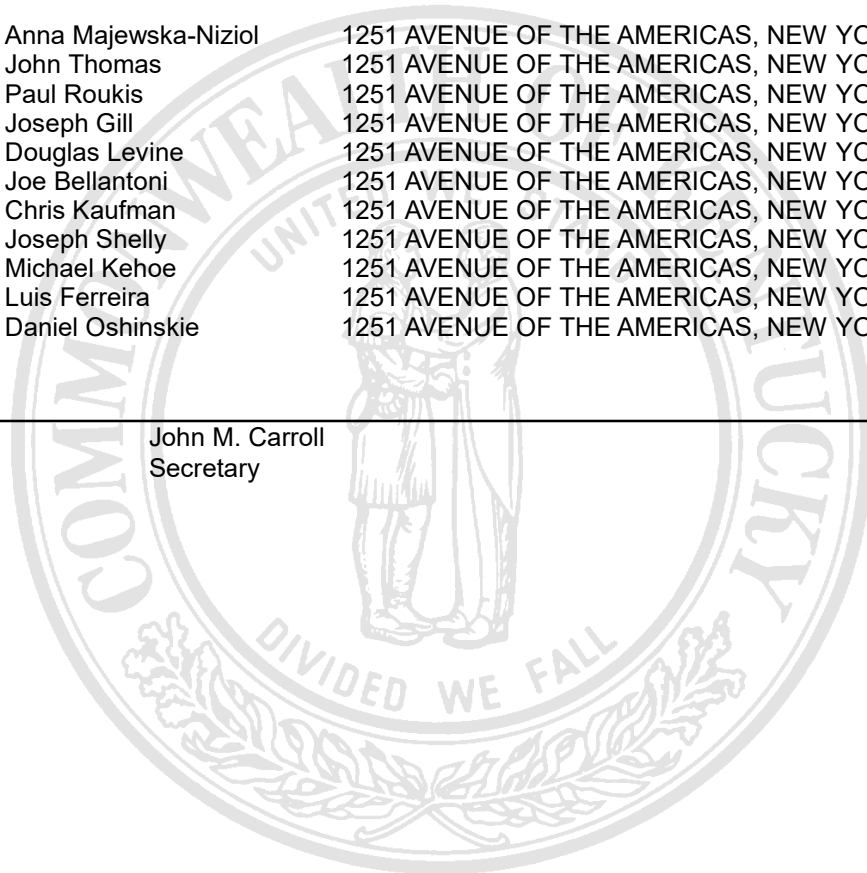 Anna Majewska-Niziol 1251 AVENUE OF THE AMERICAS, NEW YO
John Thomas 1251 AVENUE OF THE AMERICAS, NEW YO
Paul Roukis 1251 AVENUE OF THE AMERICAS, NEW YO
Joseph Gill 1251 AVENUE OF THE AMERICAS, NEW YO
Douglas Levine 1251 AVENUE OF THE AMERICAS, NEW YO
Joe Bellantoni 1251 AVENUE OF THE AMERICAS, NEW YO
Chris Kaufman 1251 AVENUE OF THE AMERICAS, NEW YO
Joseph Shelly 1251 AVENUE OF THE AMERICAS, NEW YO
Michael Kehoe 1251 AVENUE OF THE AMERICAS, NEW YO
Luis Ferreira 1251 AVENUE OF THE AMERICAS, NEW YO
Daniel Oshinskie 1251 AVENUE OF THE AMERICAS, NEW YO
John M. Carroll
Secretary
COMMONWEALTH OF KENTUCKY
UNITED WE
DIVIDED WE FALL